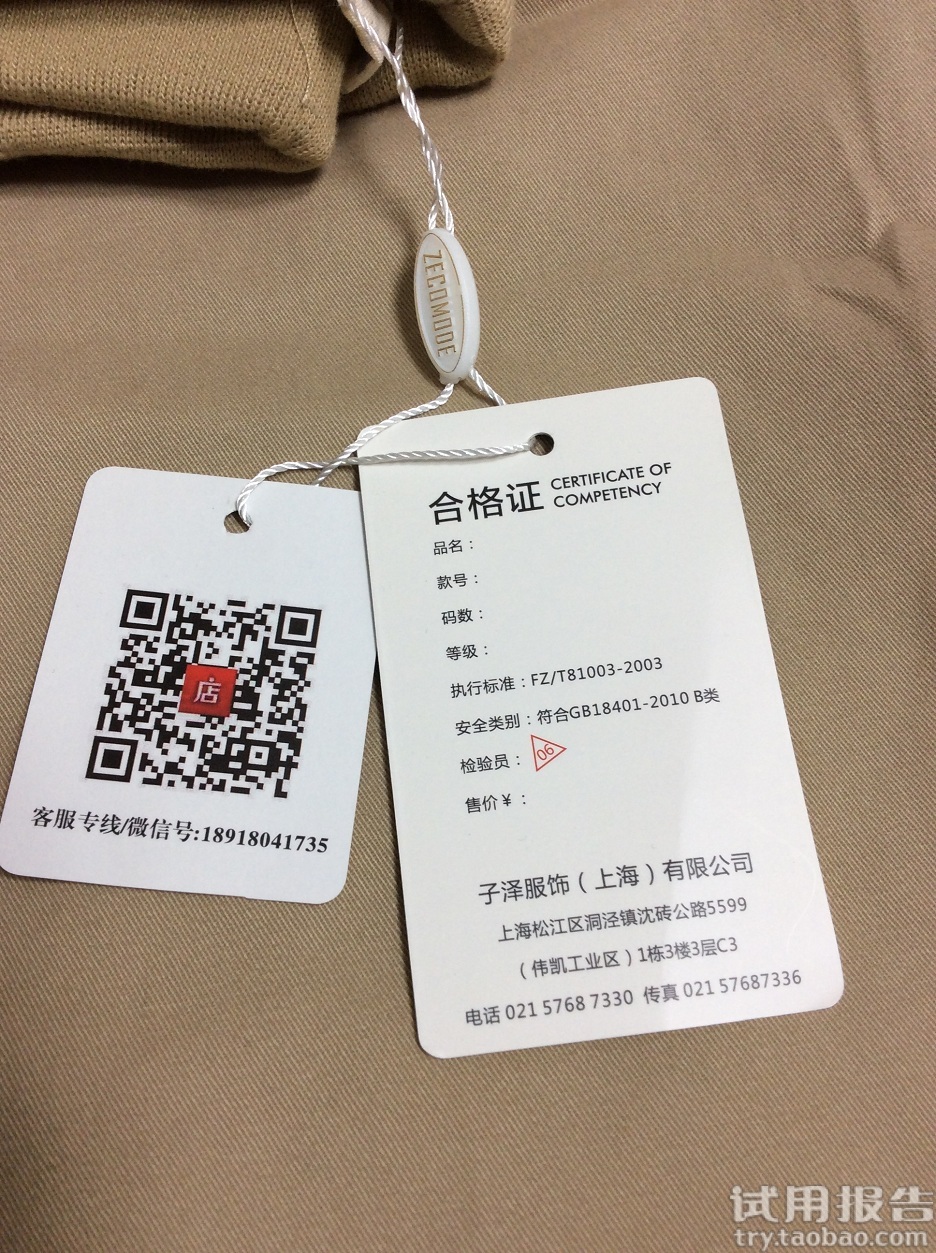 ZECOMODE
合格证 CERTIFICATE OF
COMPETENCY
品名：
款号：
码数：
等级：
执行标准：FZ/T81003-2003
安全类别：符合GB18401-2010 B类
检验员： 06
售价￥：
子泽服饰（上海）有限公司
上海松江区洞泾镇沈砖公路5599
（伟凯工业区）1栋3楼3层C3
电话 021 5768 7330 传真 021 57687336
店
客服专线/微信号:18918041735
试用报告
try.taobao.com